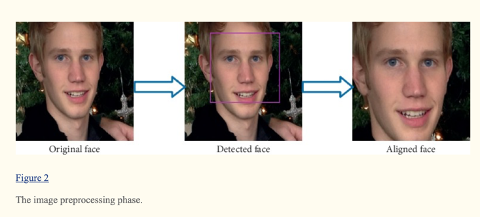 Original face
Detected face
Aligned face
Figure 2
The image preprocessing phase.